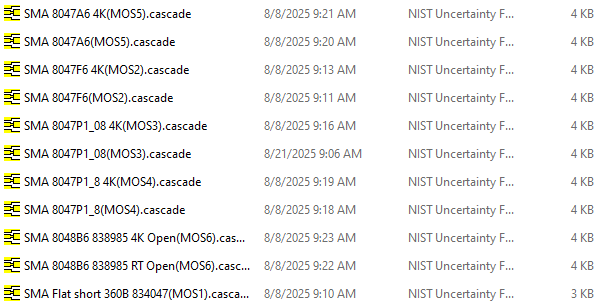 SMA 8047A6 4K(MOS5).cascade 8/8/2025 9:21 AM NIST Uncertainty F... 4 KB
SMA 8047A6(MOS5).cascade 8/8/2025 9:20 AM NIST Uncertainty F... 4 KB
SMA 8047F6 4K(MOS2).cascade 8/8/2025 9:13 AM NIST Uncertainty F... 4 KB
SMA 8047F6(MOS2).cascade 8/8/2025 9:11 AM NIST Uncertainty F... 4 KB
SMA 8047P1_08 4K(MOS3).cascade 8/8/2025 9:16 AM NIST Uncertainty F... 4 KB
SMA 8047P1_08(MOS3).cascade 8/21/2025 9:06 AM NIST Uncertainty F... 4 KB
SMA 8047P1_8 4K(MOS4).cascade 8/8/2025 9:19 AM NIST Uncertainty F... 4 KB
SMA 8047P1_8(MOS4).cascade 8/8/2025 9:18 AM NIST Uncertainty F... 4 KB
SMA 8048B6 838985 4K Open(MOS6).cas... 8/8/2025 9:23 AM NIST Uncertainty F... 4 KB
SMA 8048B6 838985 RT Open(MOS6).casc... 8/8/2025 9:22 AM NIST Uncertainty F... 4 KB
SMA Flat short 360B 834047(MOS1).casca... 8/8/2025 9:10 AM NIST Uncertainty F... 3 KB